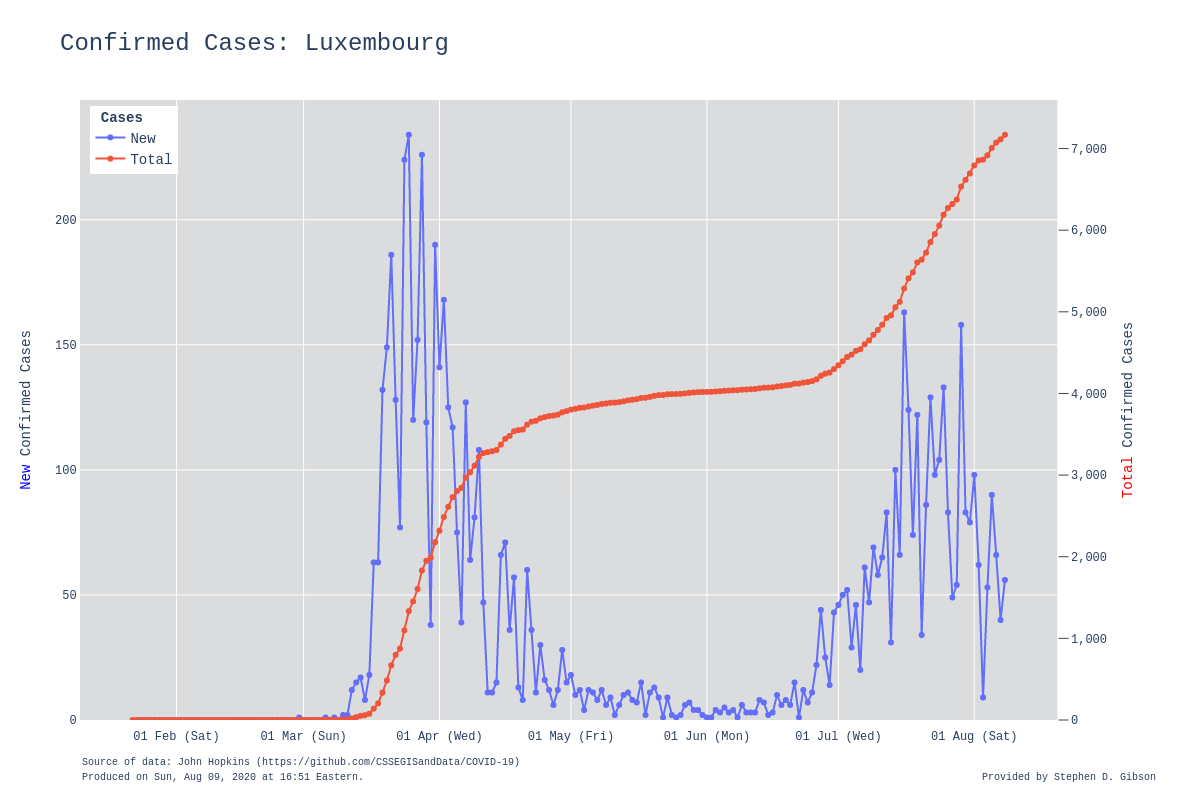 Confirmed Cases: Luxembourg
Cases
New
Total
200
150
100
50
0
7,000
6,000
5,000
4,000
3,000
2,000
1,000
0
New Confirmed Cases
Total Confirmed Cases
01 Feb (Sat)
01 Mar (Sun)
01 Apr (Wed)
01 May (Fri)
01 Jun (Mon)
01 Jul (Wed)
01 Aug (Sat)
Source of data: John Hopkins (https://github.com/CSSEGISandData/COVID-19)
Produced on Sun, Aug 09, 2020 at 16:51 Eastern.
Provided by Stephen D. Gibson